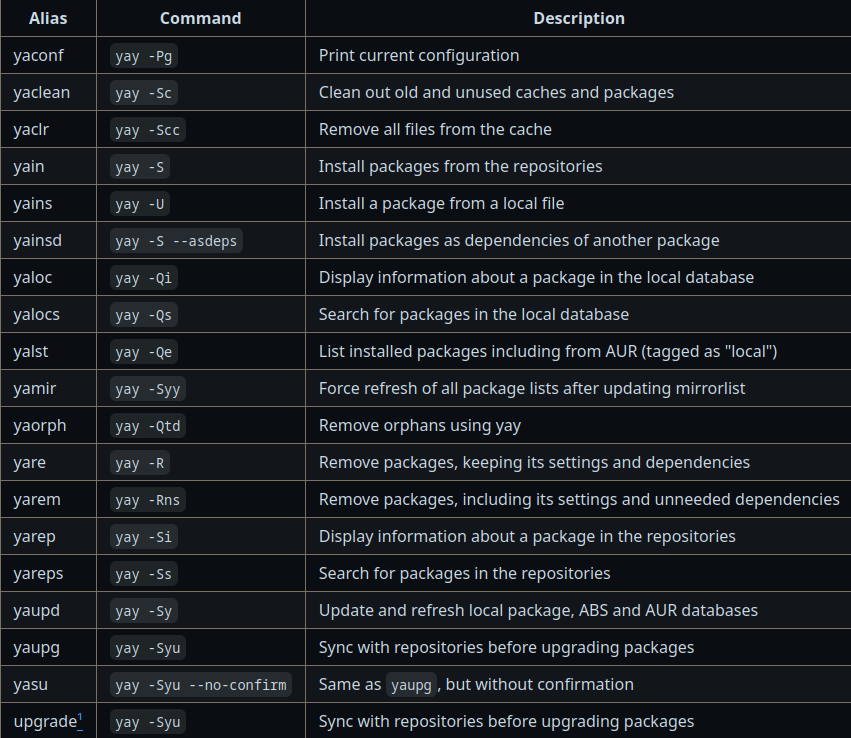 Alias Command Description
yaconf yay -Pg Print current configuration
yaclean yay -Sc Clean out old and unused caches and packages
yaclr yay -Scc Remove all files from the cache
yain yay -S Install packages from the repositories
yains yay -U Install a package from a local file
yainsd yay -S --asdeps Install packages as dependencies of another package
yaloc yay -Qi Display information about a package in the local database
yalocs yay -Qs Search for packages in the local database
yalst yay -Qe List installed packages including from AUR (tagged as "local")
yamir yay -Syy Force refresh of all package lists after updating mirrorlist
yaorph yay -Qtd Remove orphans using yay
yare yay -R Remove packages, keeping its settings and dependencies
yarem yay -Rns Remove packages, including its settings and unneeded dependencies
yarep yay -Si Display information about a package in the repositories
yareps yay -Ss Search for packages in the repositories
yaupd yay -Sy Update and refresh local package, ABS and AUR databases
yaupg yay -Syu Sync with repositories before upgrading packages
yasu yay -Syu --no-confirm Same as yaupg, but without confirmation
upgrade¹ yay -Syu Sync with repositories before upgrading packages